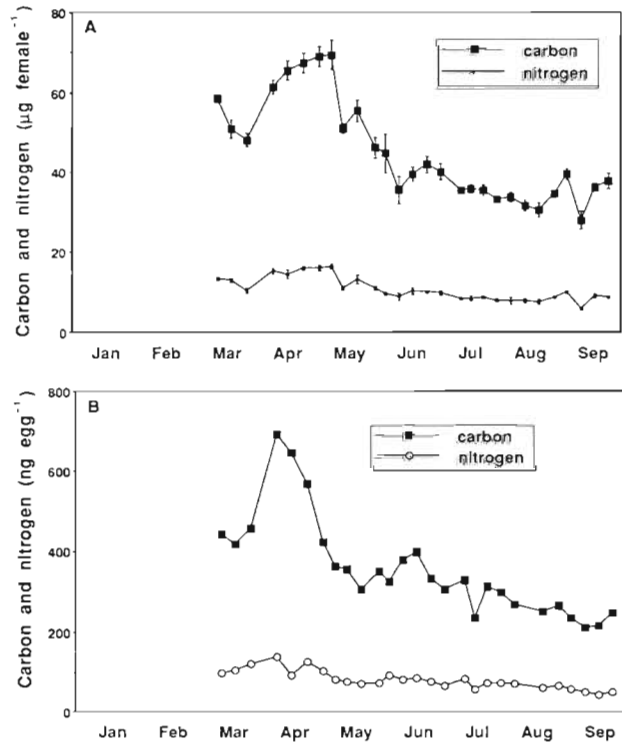 A
carbon
nitrogen
Carbon and nitrogen (µg female⁻¹)
80
60
40
20
0
Jan Feb Mar Apr May Jun Jul Aug Sep
B
carbon
nitrogen
Carbon and nitrogen (ng egg⁻¹)
800
600
400
200
0
Jan Feb Mar Apr May Jun Jul Aug Sep